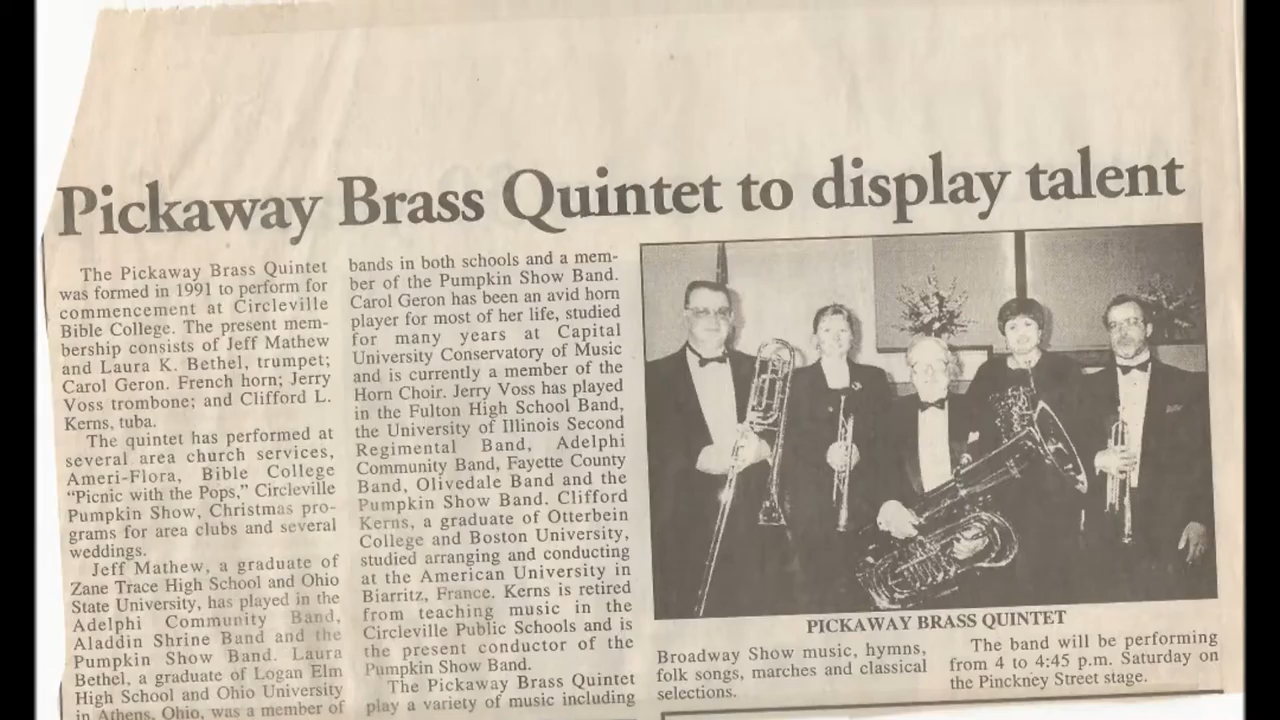 Pickaway Brass Quintet to display talent
The Pickaway Brass Quintet
was formed in 1991 to perform for
commencement at Circleville
Bible College. The present mem-
bership consists of Jeff Mathew
and Laura K. Bethel, trumpet;
Carol Geron. French horn; Jerry
Voss trombone; and Clifford L.
Kerns, tuba.
The quintet has performed at
several area church services,
Ameri-Flora, Bible College
“Picnic with the Pops,” Circleville
Pumpkin Show, Christmas pro-
grams for area clubs and several
weddings.
Jeff Mathew, a graduate of
Zane Trace High School and Ohio
State University, has played in the
Adelphi Community Band,
Aladdin Shrine Band and the
Pumpkin Show Band. Laura
Bethel, a graduate of Logan Elm
High School and Ohio University
in Athens, Ohio, was a member of
bands in both schools and a mem-
ber of the Pumpkin Show Band.
Carol Geron has been an avid horn
player for most of her life, studied
for many years at Capital
University Conservatory of Music
and is currently a member of the
Horn Choir. Jerry Voss has played
in the Fulton High School Band,
the University of Illinois Second
Regimental Band, Adelphi
Community Band, Fayette County
Band, Olivedale Band and the
Pumpkin Show Band. Clifford
Kerns, a graduate of Otterbein
College and Boston University,
studied arranging and conducting
at the American University in
Biarritz, France. Kerns is retired
from teaching music in the
Circleville Public Schools and is
the present conductor of the
Pumpkin Show Band.
The Pickaway Brass Quintet
play a variety of music including
PICKAWAY BRASS QUINTET
Broadway Show music, hymns,
folk songs, marches and classical
selections.
The band will be performing
from 4 to 4:45 p.m. Saturday on
the Pinckney Street stage.